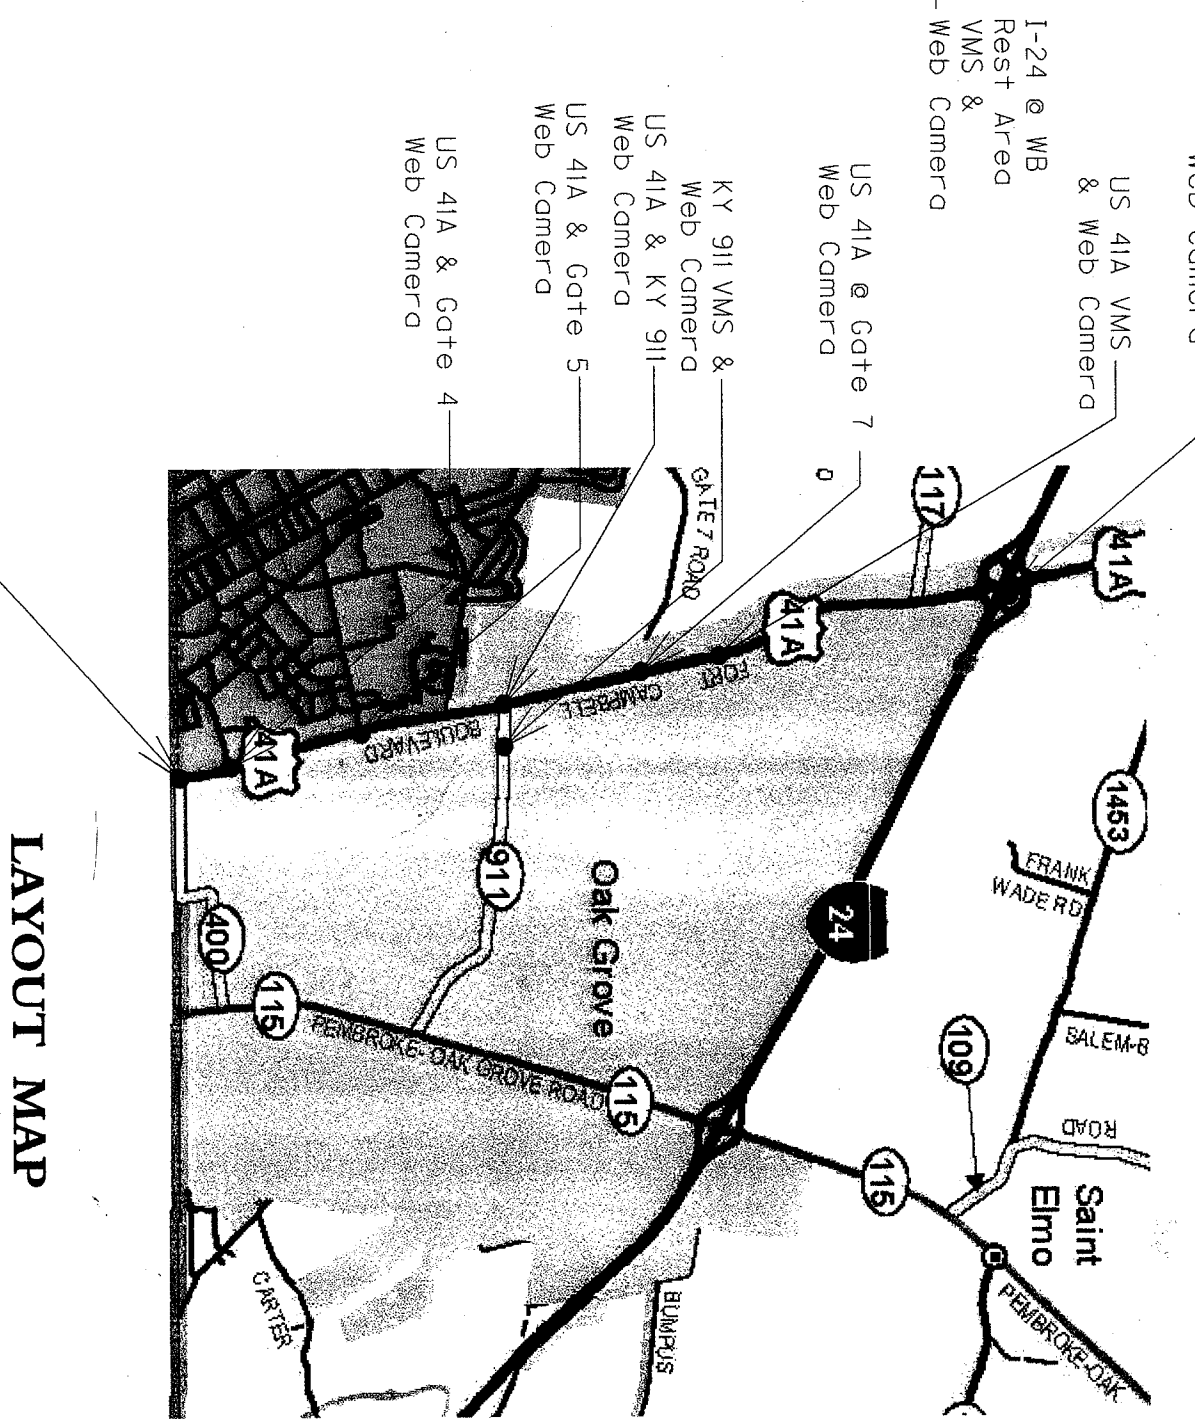 Web Camera
US 41A VMS
& Web Camera
I-24 @ WB
Rest Area
VMS &
Web Camera
US 41A @ Gate 7
Web Camera
KY 911 VMS &
Web Camera
US 41A & KY 911
Web Camera
US 41A & Gate 5
Web Camera
US 41A & Gate 4
Web Camera
41A
117
GATE 7 ROAD
41A
FORT
CAMPBELL
BOULEVARD
41A
1453
FRANK
WADE RD
24
911
Oak Grove
400
SALEM-B
109
ROAD
115
PEMBROKE-OAK GROVE ROAD
115
115
Saint
Elmo
PEMBROKE-OAK
BUMPUS
CARTER
LAYOUT MAP